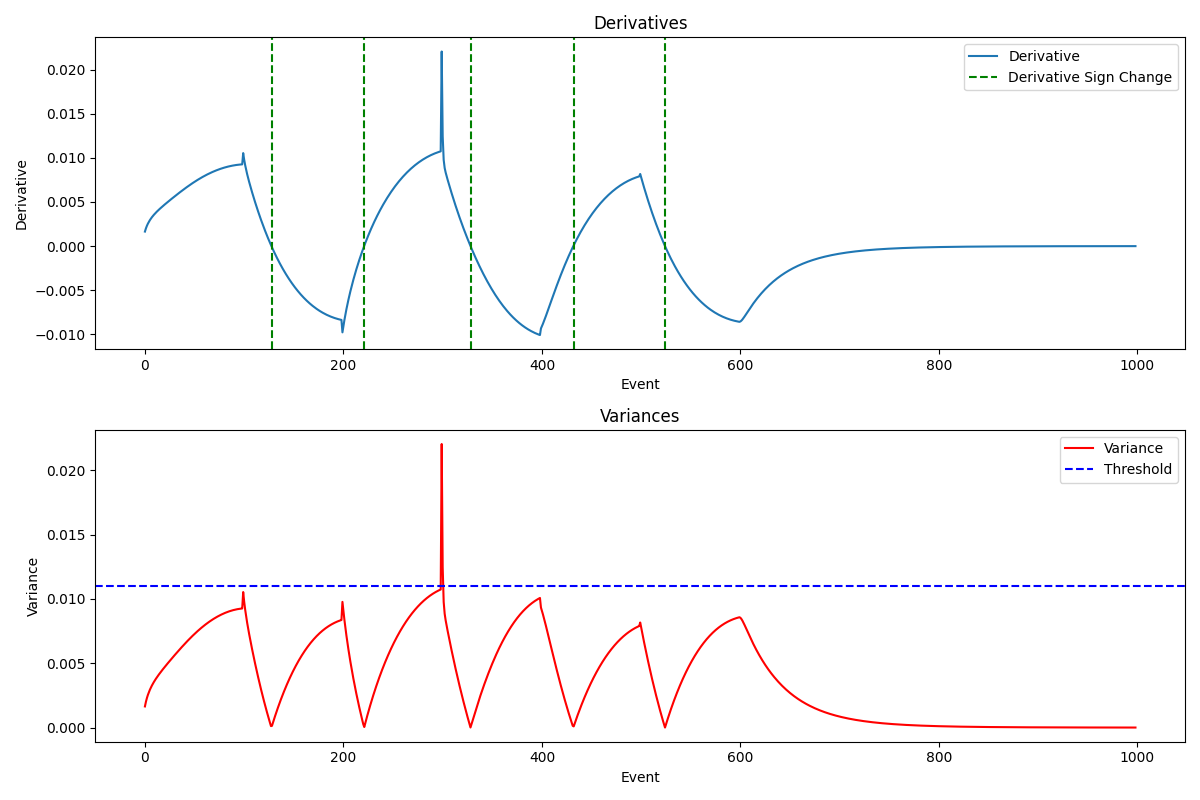 Derivatives
Derivative
Derivative Sign Change
0.020
0.015
0.010
0.005
0.000
−0.005
−0.010
Derivative
0 200 400 600 800 1000
Event
Variances
Variance
Threshold
0.020
0.015
0.010
0.005
0.000
Variance
0 200 400 600 800 1000
Event